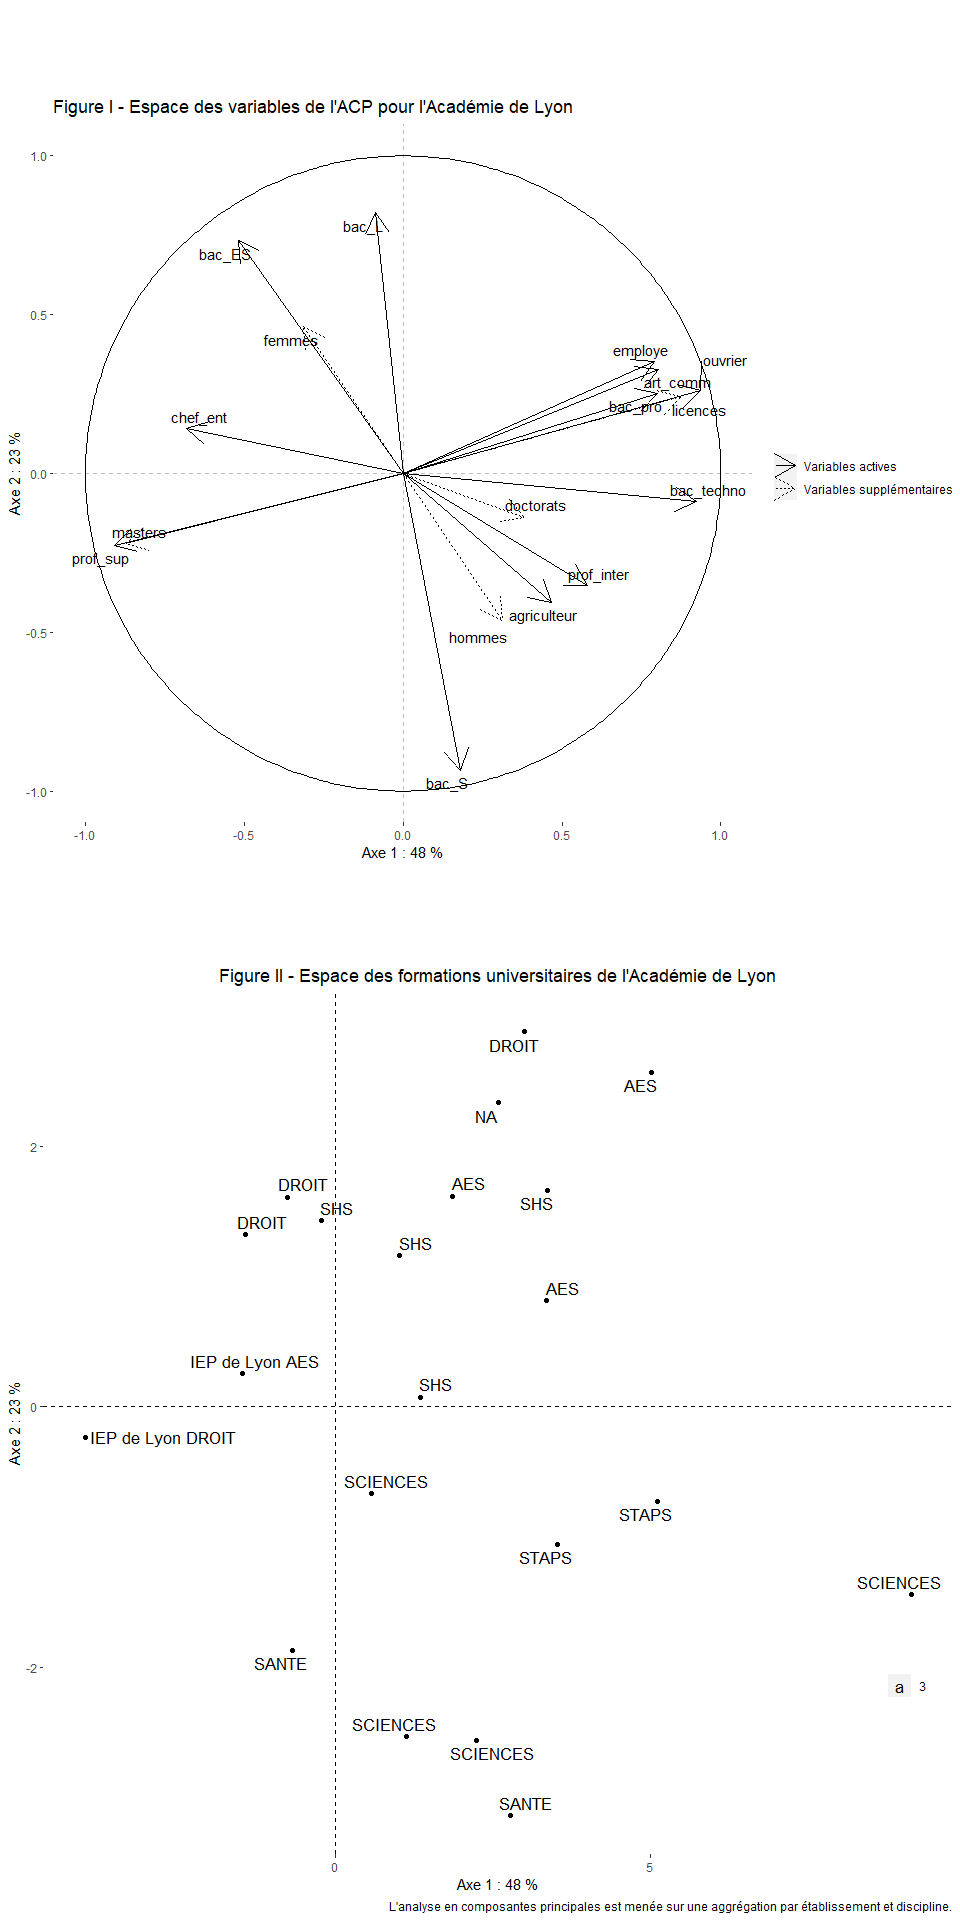 Figure I - Espace des variables de l'ACP pour l'Académie de Lyon
1.0
bac_L
bac_ES
0.5
femmes
employe
ouvrier
art_comm
bac_pro
licences
chef_ent
Axe 2 : 23 %
0.0
Variables actives
bac_techno
Variables supplémentaires
doctorats
masters
prof_sup
prof_inter
agriculteur
-0.5
hommes
bac_S
-1.0
-1.0 -0.5 0.0 0.5 1.0
Axe 1 : 48 %
Figure II - Espace des formations universitaires de l'Académie de Lyon
DROIT
AES
NA
2
DROIT
AES
SHS
SHS
DROIT
SHS
AES
IEP de Lyon AES
SHS
Axe 2 : 23 %
0
IEP de Lyon DROIT
SCIENCES
STAPS
STAPS
SCIENCES
SANTE
-2
a 3
SCIENCES
SCIENCES
SANTE
0 5
Axe 1 : 48 %
L'analyse en composantes principales est menée sur une aggrégation par établissement et discipline.